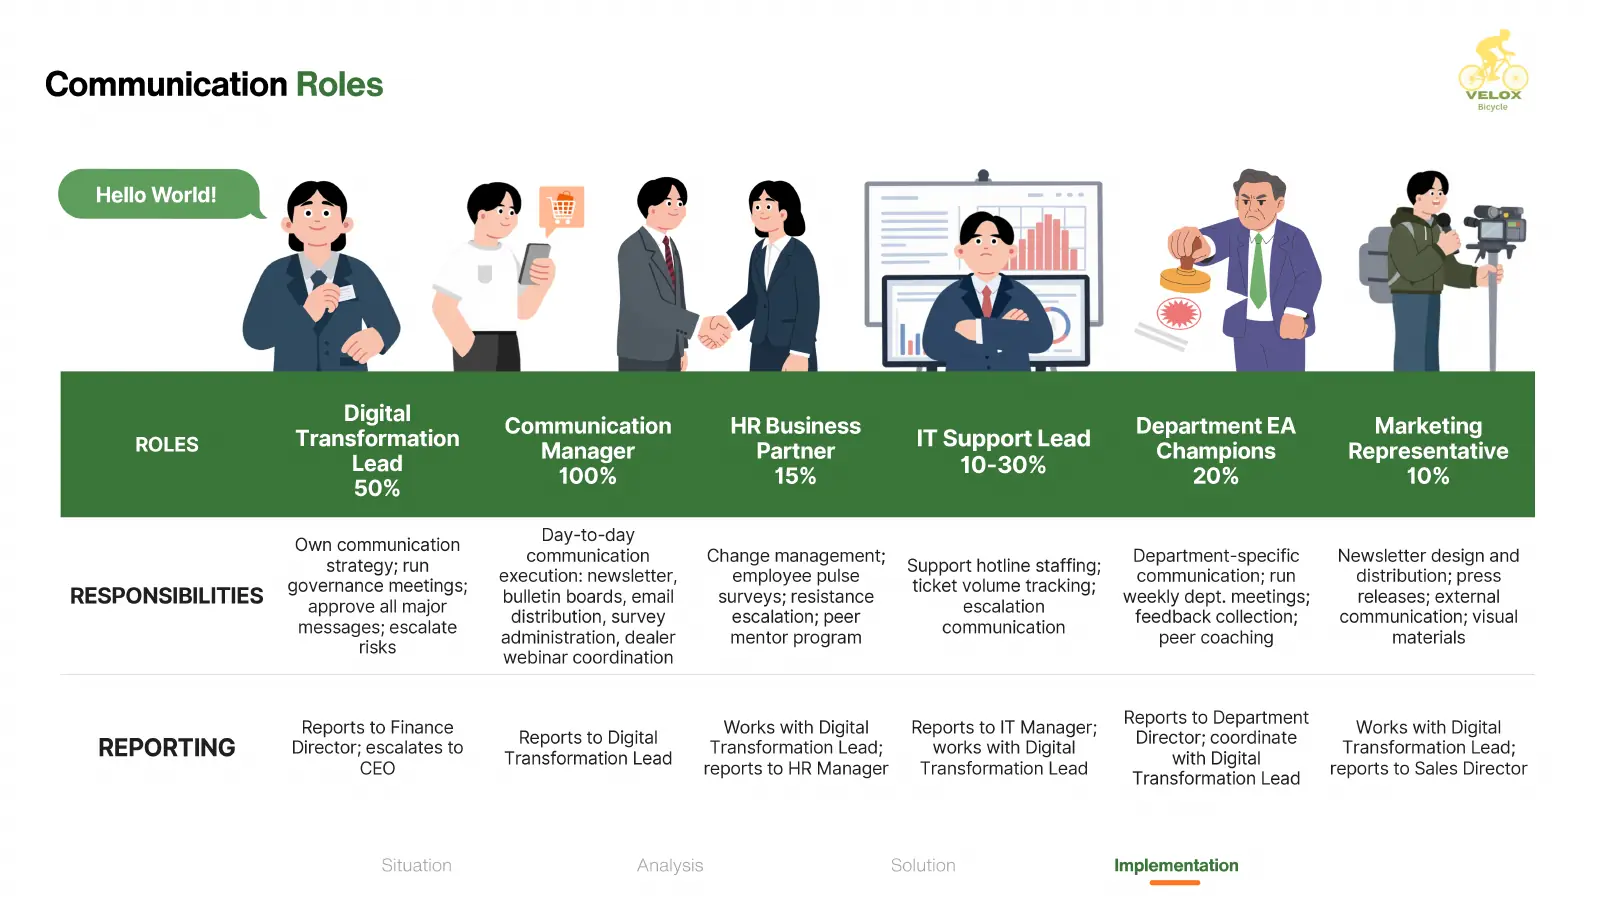 Communication Roles
VELOX
Bicycle
Hello World!
ROLES
Digital
Transformation
Lead
50%
Communication
Manager
100%
HR Business
Partner
15%
IT Support Lead
10-30%
Department EA
Champions
20%
Marketing
Representative
10%
RESPONSIBILITIES
Own communication
strategy; run
governance meetings;
approve all major
messages; escalate
risks
Day-to-day
communication
execution: newsletter,
bulletin boards, email
distribution, survey
administration, dealer
webinar coordination
Change management;
employee pulse
surveys; resistance
escalation; peer
mentor program
Support hotline staffing;
ticket volume tracking;
escalation
communication
Department-specific
communication; run
weekly dept. meetings;
feedback collection;
peer coaching
Newsletter design and
distribution; press
releases; external
communication; visual
materials
REPORTING
Reports to Finance
Director; escalates to
CEO
Reports to Digital
Transformation Lead
Works with Digital
Transformation Lead;
reports to HR Manager
Reports to IT Manager;
works with Digital
Transformation Lead
Reports to Department
Director; coordinate
with Digital
Transformation Lead
Works with Digital
Transformation Lead;
reports to Sales Director
Situation
Analysis
Solution
Implementation